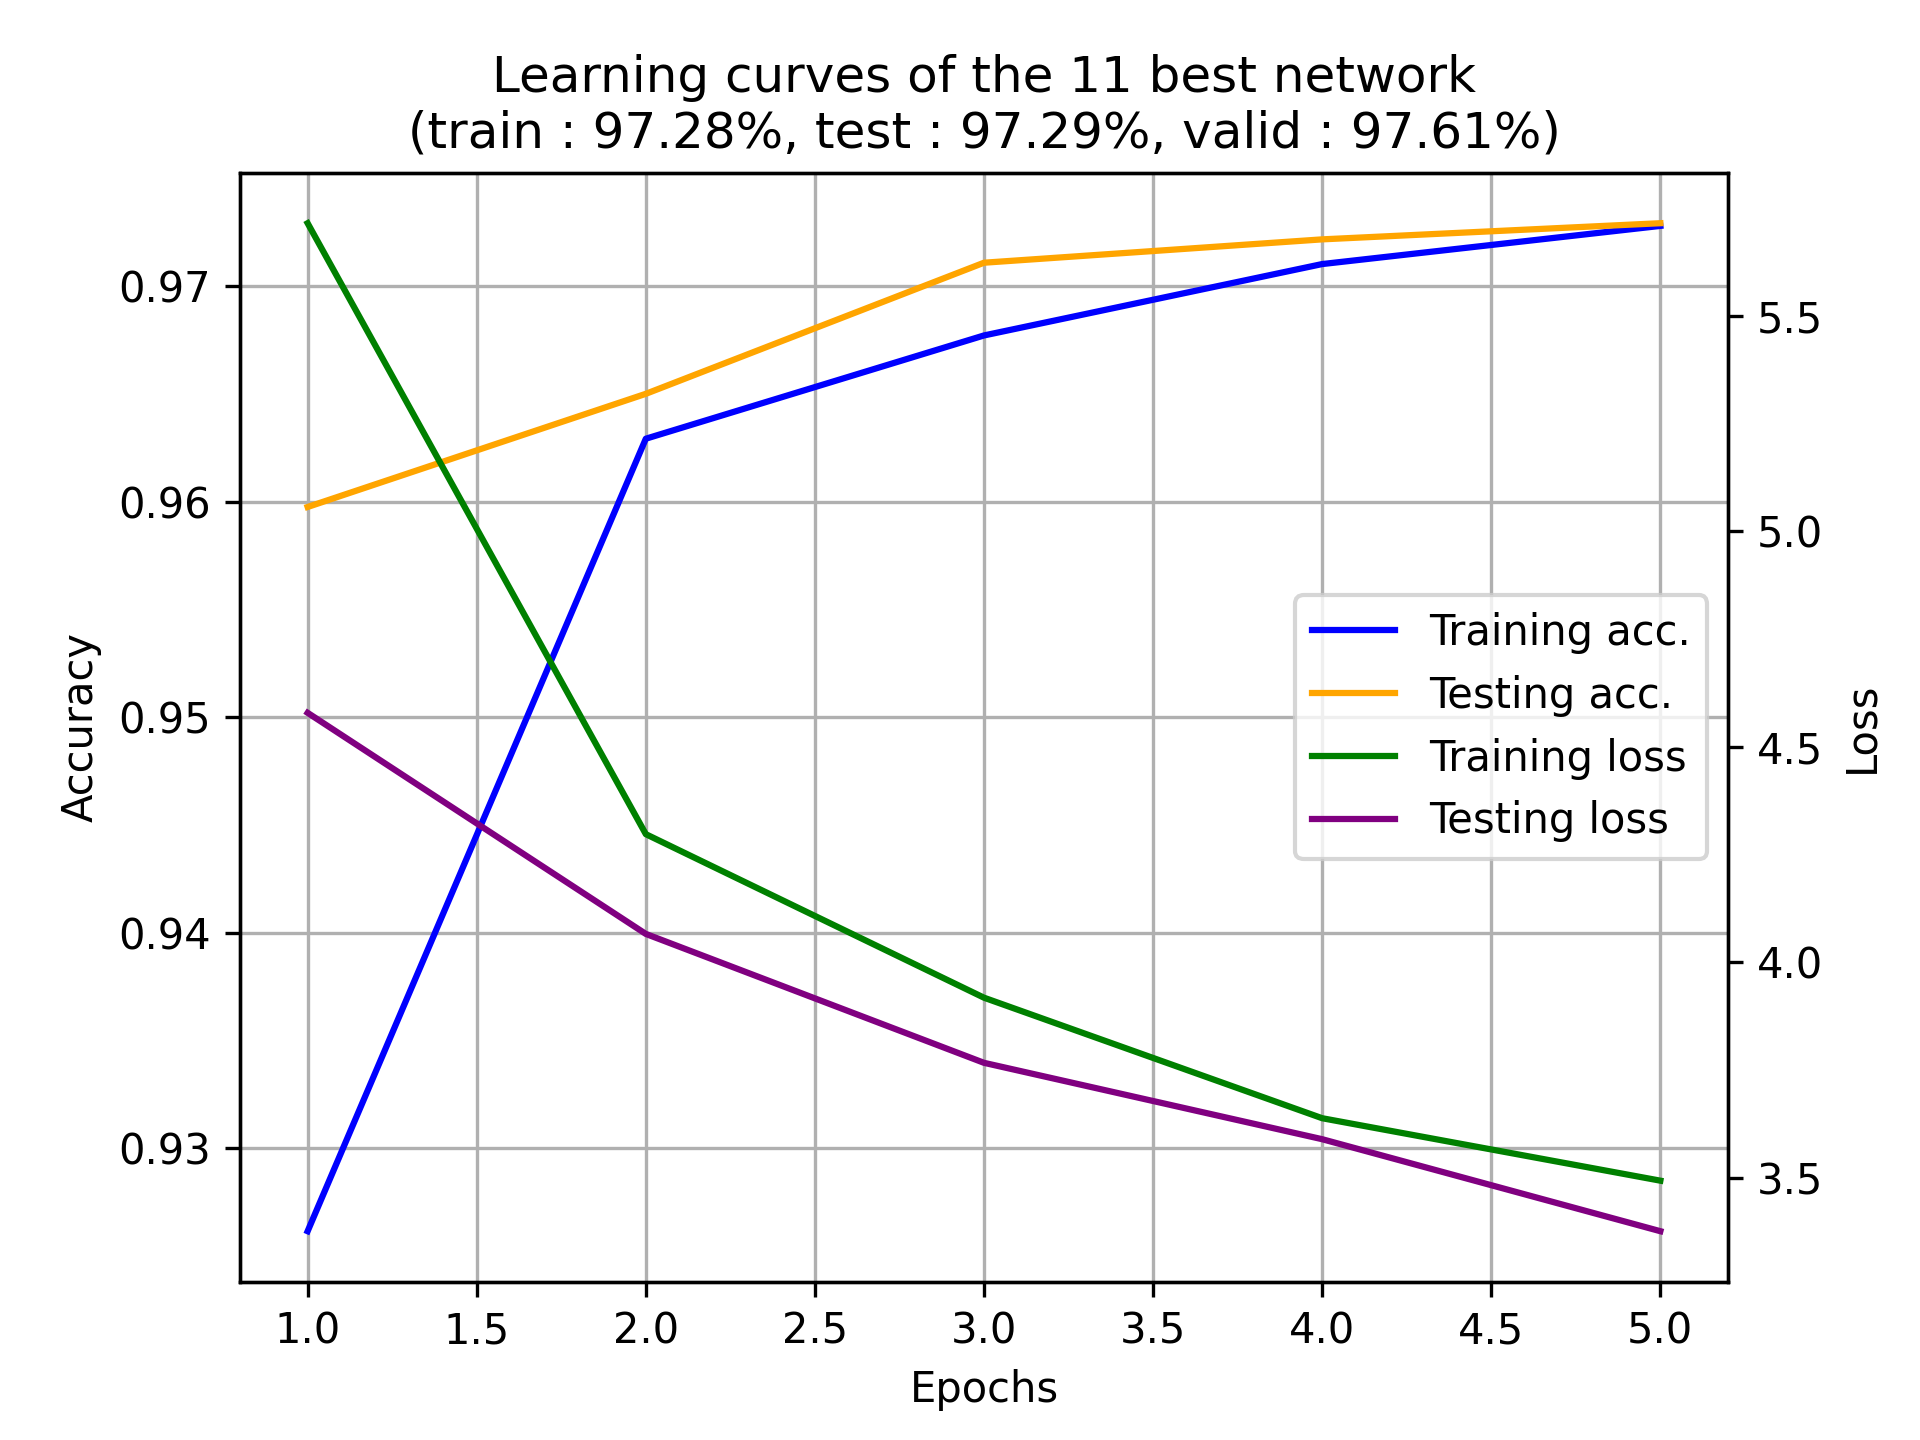 Learning curves of the 11 best network
(train : 97.28%, test : 97.29%, valid : 97.61%)
0.97
0.96
0.95
0.94
0.93
Accuracy
5.5
5.0
4.5
4.0
3.5
Loss
Training acc.
Testing acc.
Training loss
Testing loss
1.0 1.5 2.0 2.5 3.0 3.5 4.0 4.5 5.0
Epochs